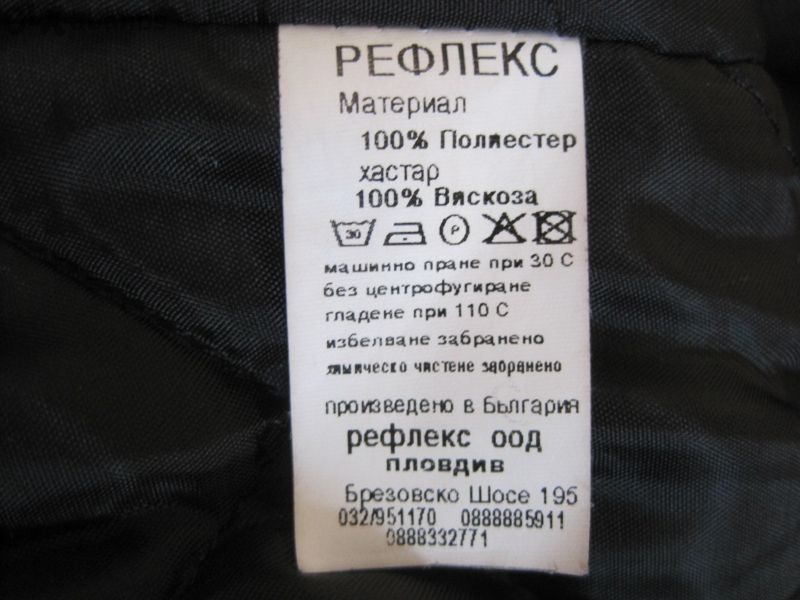 РЕФЛЕКС
Материал
100% Полиестер
хастар
100% Вискоза
30 P
машинно пране при 30 С
без центрофугиране
гладене при 110 С
избелване забранено
химическо чистене забранено
произведено в България
рефлекс оод
пловдив
Брезовско Шосе 195
032/951170 0888885911
0888332771